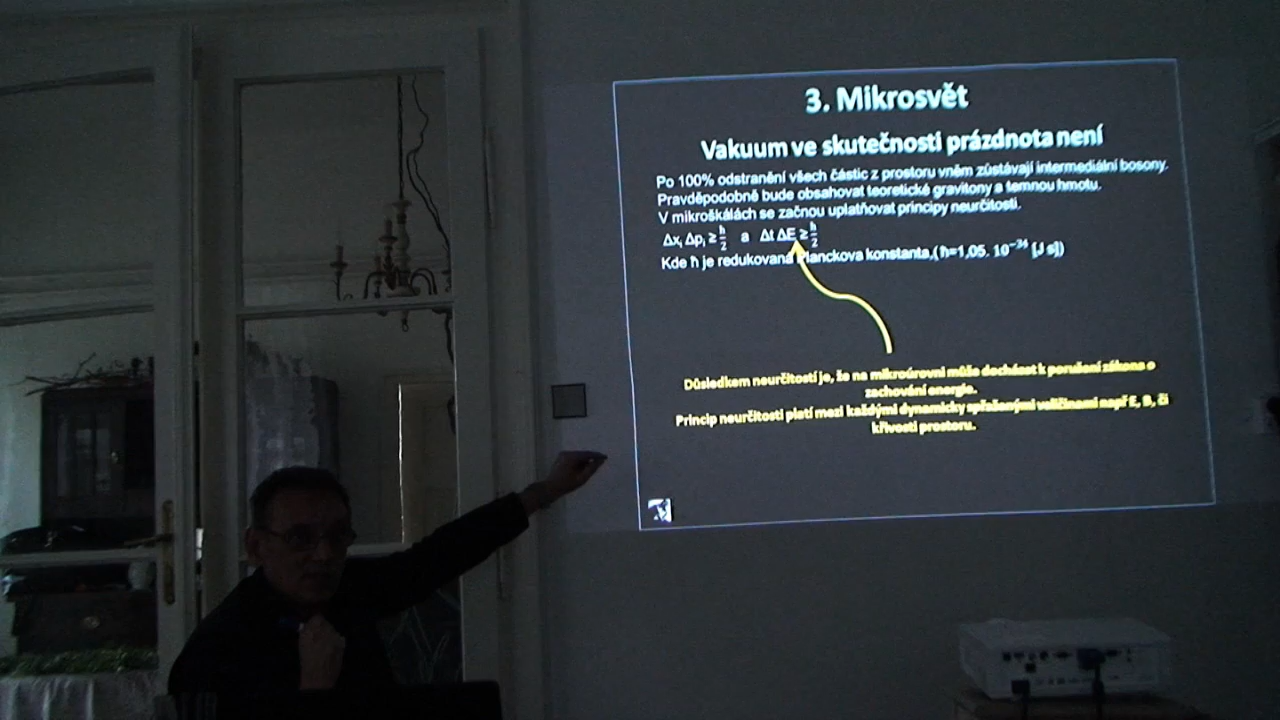 3. Mikrosvět
Vakuum ve skutečnosti prázdnota není
Po 100% odstranění všech částic z prostoru vněm zůstávají intermediální bosony.
Pravděpodobně bude obsahovat teoretické gravitony a temnou hmotu.
V mikroškálách se začnou uplatňovat principy neurčitosti.
Δxᵢ Δpᵢ ≥ ħ/2 a Δt ΔE ≥ ħ/2
Kde ħ je redukovaná Planckova konstanta,( ħ=1,05. 10⁻³⁴ [J s])
Důsledkem neurčitostí je, že na mikroúrovni může docházet k porušení zákona o
zachování energie.
Princip neurčitosti platí mezi každými dynamicky spřaženými veličinami např E, B, či
křivosti prostoru.